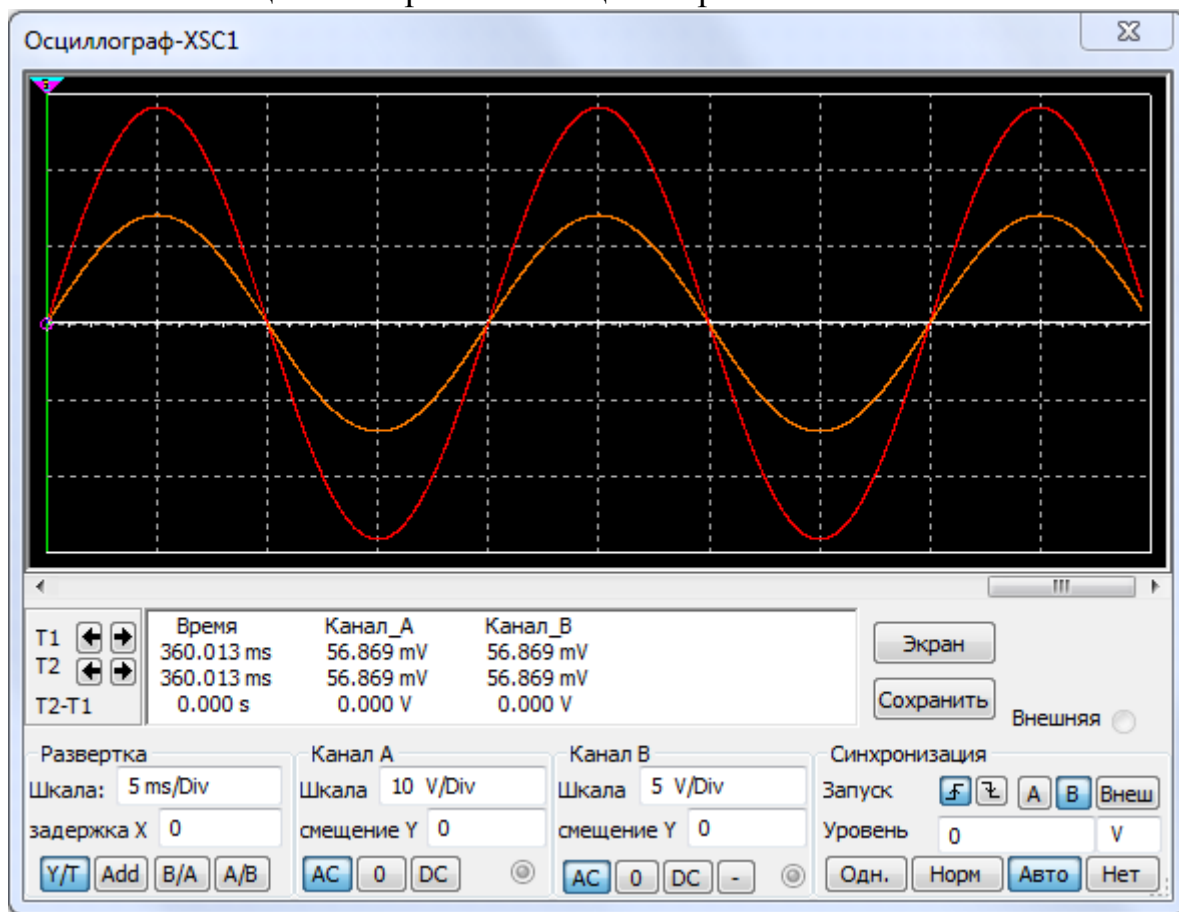 Осциллограф-XSC1
T1
T2
T2-T1
Время Канал_A Канал_B
360.013 ms 56.869 mV 56.869 mV
360.013 ms 56.869 mV 56.869 mV
0.000 s 0.000 V 0.000 V
Экран
Сохранить
Внешняя
Развертка
Шкала: 5 ms/Div
задержка X 0
Y/T Add B/A A/B
Канал A
Шкала 10 V/Div
смещение Y 0
AC 0 DC
Канал B
Шкала 5 V/Div
смещение Y 0
AC 0 DC -
Синхронизация
Запуск A B Внеш
Уровень 0 V
Одн. Норм Авто Нет